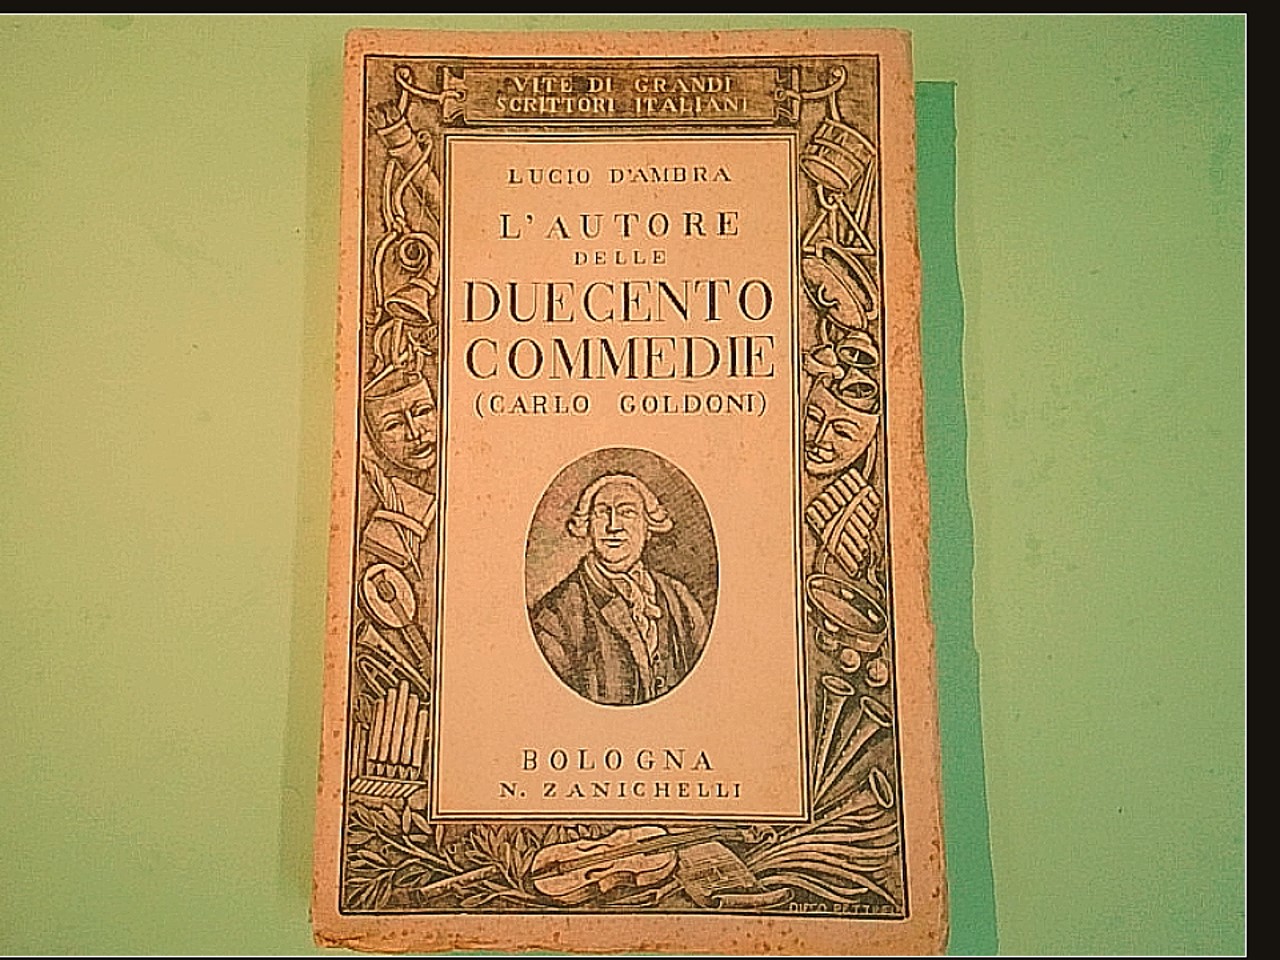 VITE DI GRANDI
SCRITTORI ITALIANI
LUCIO D'AMBRA
L'AUTORE
DELLE
DUECENTO
COMMEDIE
(CARLO GOLDONI)
BOLOGNA
N. ZANICHELLI